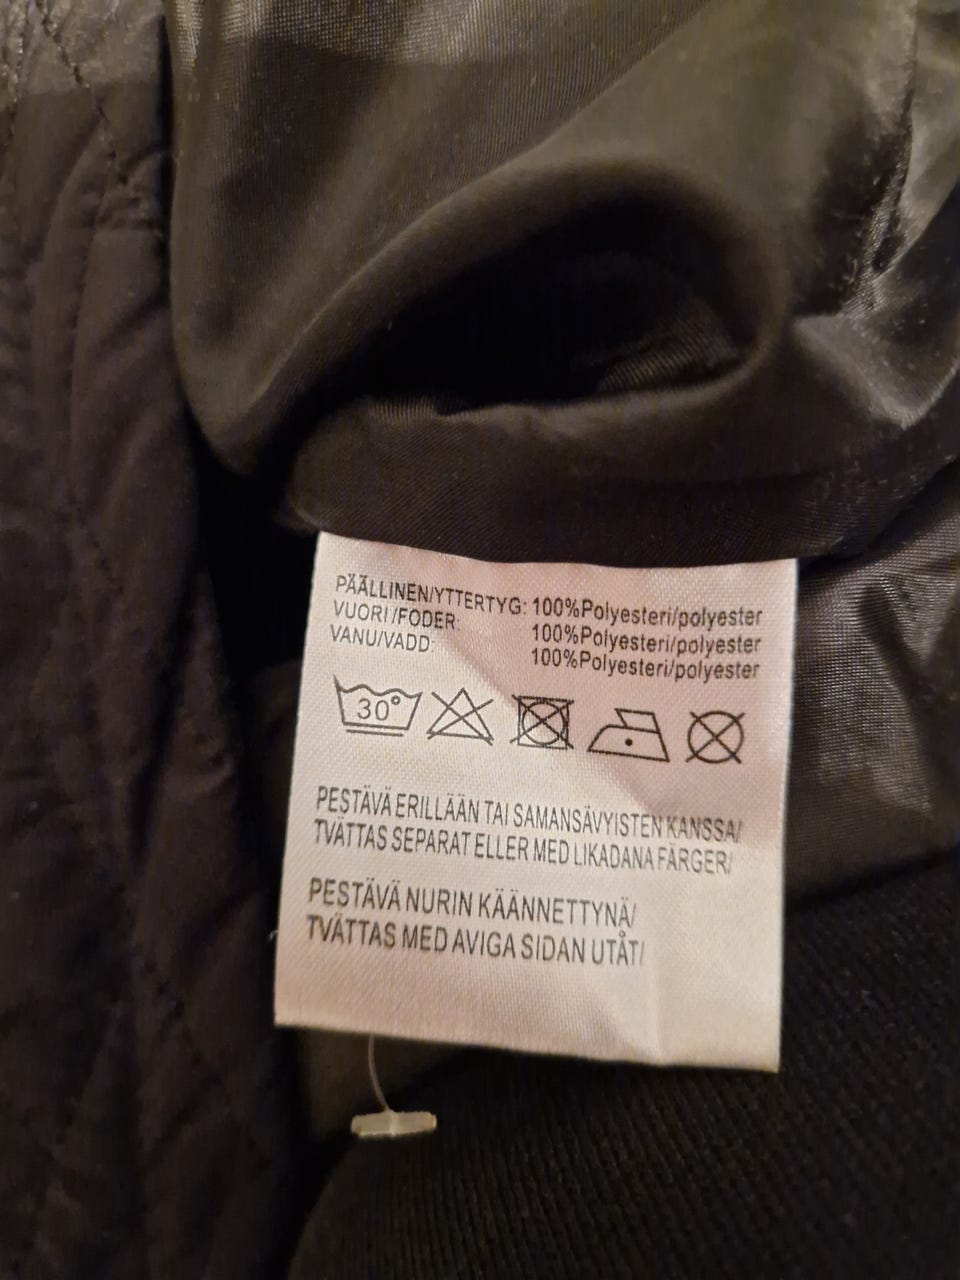 PÄÄLLINEN/YTTERTYG: 100%Polyesteri/polyester
VUORI/FODER: 100%Polyesteri/polyester
VANU/VADD: 100%Polyesteri/polyester
30°
PESTÄVÄ ERILLÄÄN TAI SAMANSÄVYISTEN KANSSA/
TVÄTTAS SEPARAT ELLER MED LIKADANA FÄRGER/
PESTÄVÄ NURIN KÄÄNNETTYNÄ/
TVÄTTAS MED AVIGA SIDAN UTÅT/